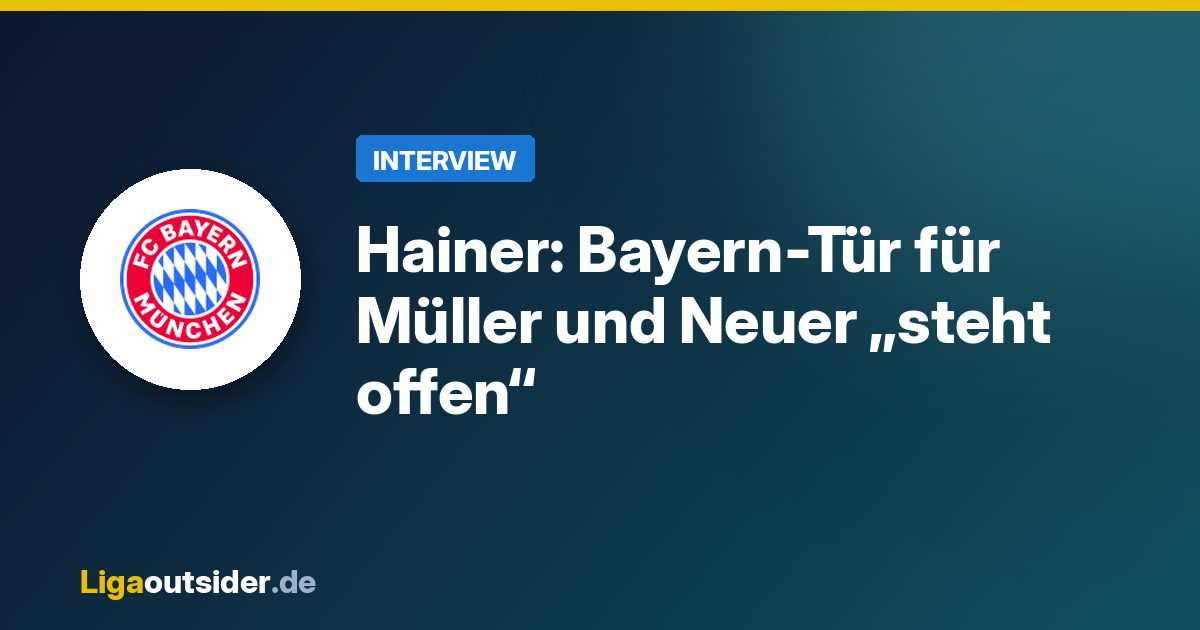 FC BAYERN
MÜNCHEN
INTERVIEW
Hainer: Bayern-Tür für
Müller und Neuer „steht
offen“
Ligaoutsider.de